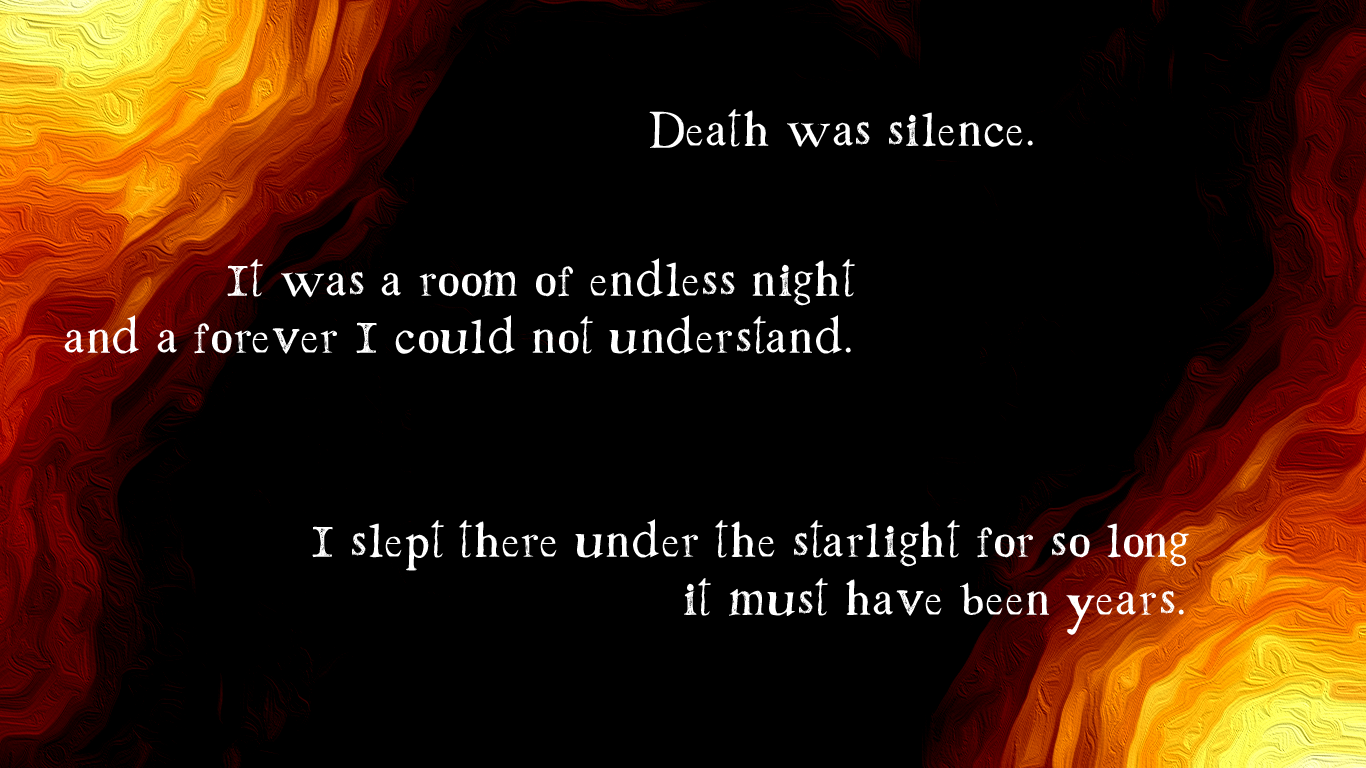 Death was silence.
It was a room of endless night
and a forever I could not understand.
I slept there under the starlight for so long
it must have been years.